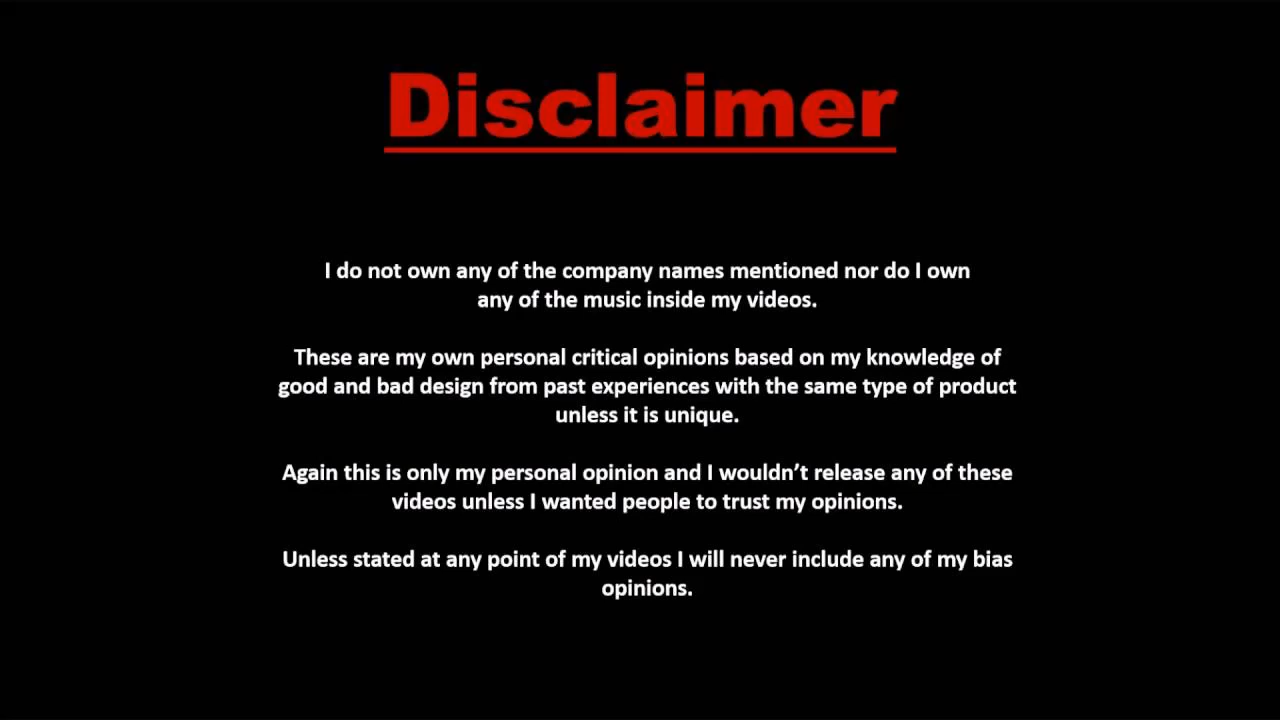 Disclaimer
I do not own any of the company names mentioned nor do I own
any of the music inside my videos.
These are my own personal critical opinions based on my knowledge of
good and bad design from past experiences with the same type of product
unless it is unique.
Again this is only my personal opinion and I wouldn’t release any of these
videos unless I wanted people to trust my opinions.
Unless stated at any point of my videos I will never include any of my bias
opinions.